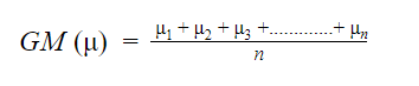 GM (μ) = μ₁ + μ₂ + μ₃ +.............+ μₙ
n